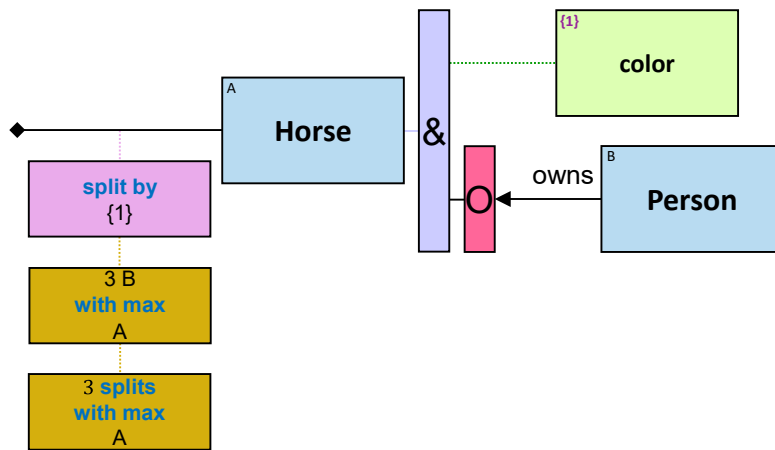 {1}
color
A
Horse
&
B
Person
owns
O
split by
{1}
3 B
with max
A
3 splits
with max
A